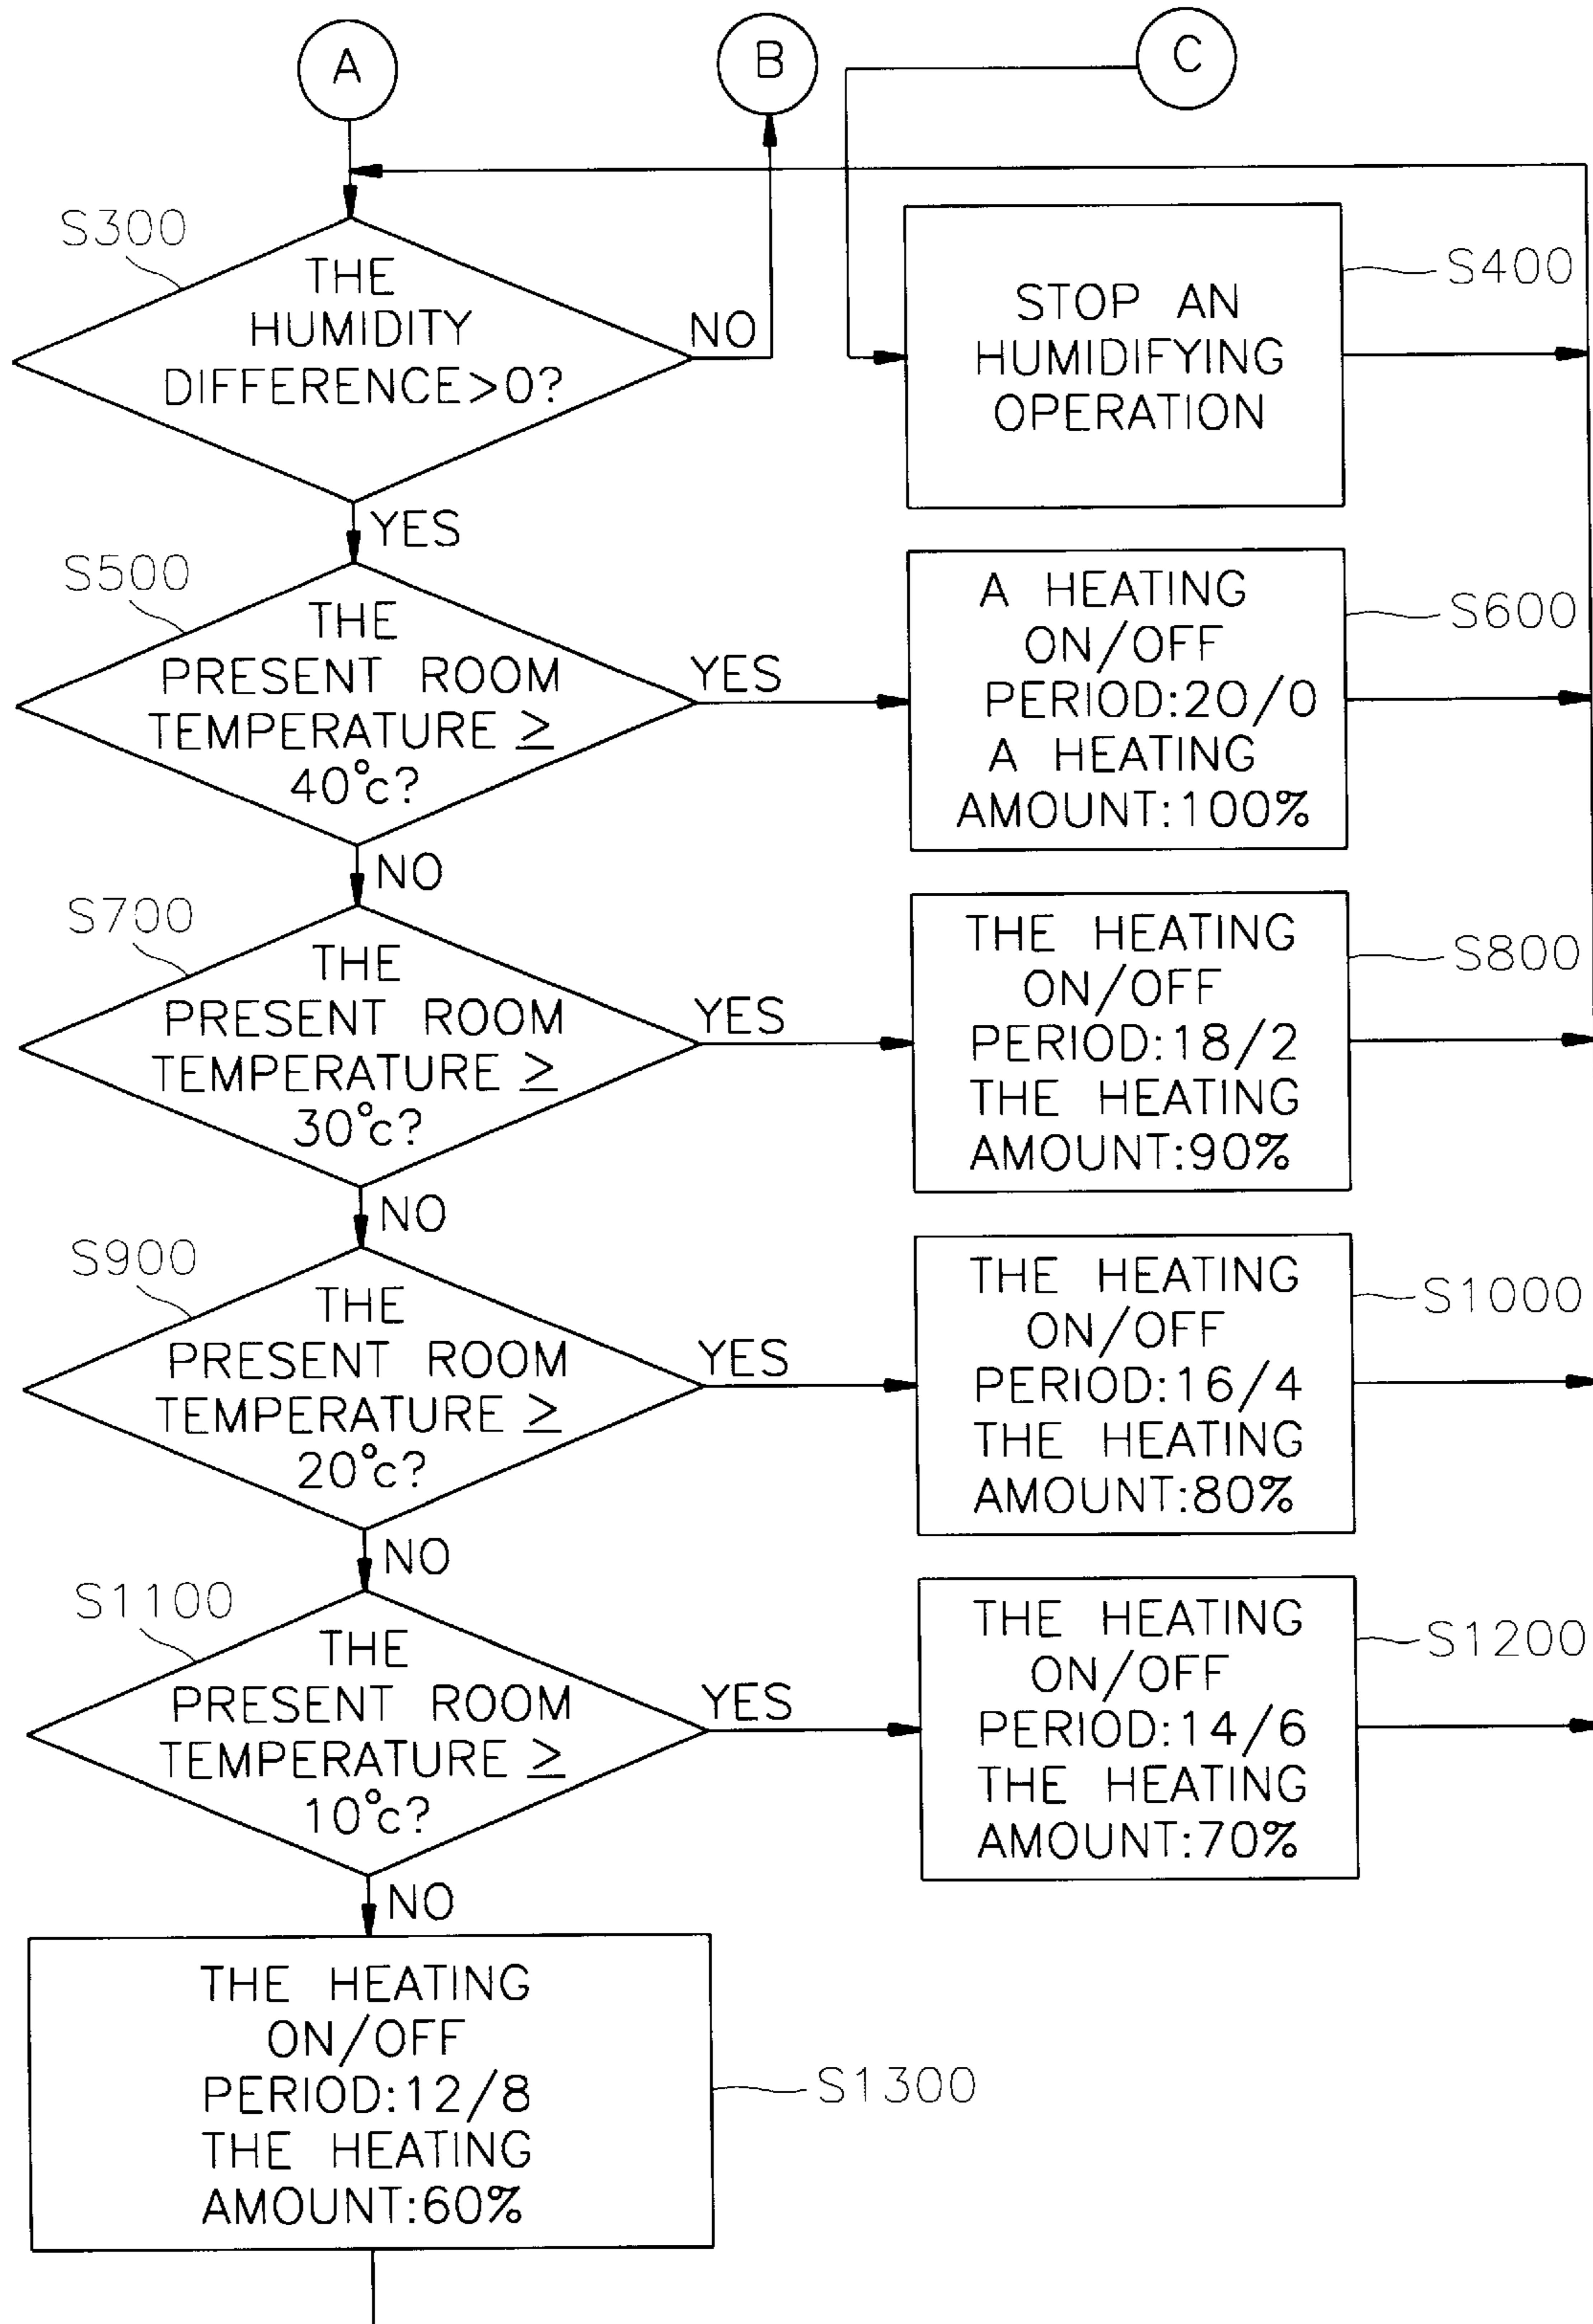 A
B
C
S300
THE
HUMIDITY
DIFFERENCE>0?
NO
YES
STOP AN
HUMIDIFYING
OPERATION
S400
S500
THE
PRESENT ROOM
TEMPERATURE ≥
40°c?
YES
NO
A HEATING
ON/OFF
PERIOD:20/0
A HEATING
AMOUNT:100%
S600
S700
THE
PRESENT ROOM
TEMPERATURE ≥
30°c?
YES
NO
THE HEATING
ON/OFF
PERIOD:18/2
THE HEATING
AMOUNT:90%
S800
S900
THE
PRESENT ROOM
TEMPERATURE ≥
20°c?
YES
NO
THE HEATING
ON/OFF
PERIOD:16/4
THE HEATING
AMOUNT:80%
S1000
S1100
THE
PRESENT ROOM
TEMPERATURE ≥
10°c?
YES
NO
THE HEATING
ON/OFF
PERIOD:14/6
THE HEATING
AMOUNT:70%
S1200
THE HEATING
ON/OFF
PERIOD:12/8
THE HEATING
AMOUNT:60%
S1300